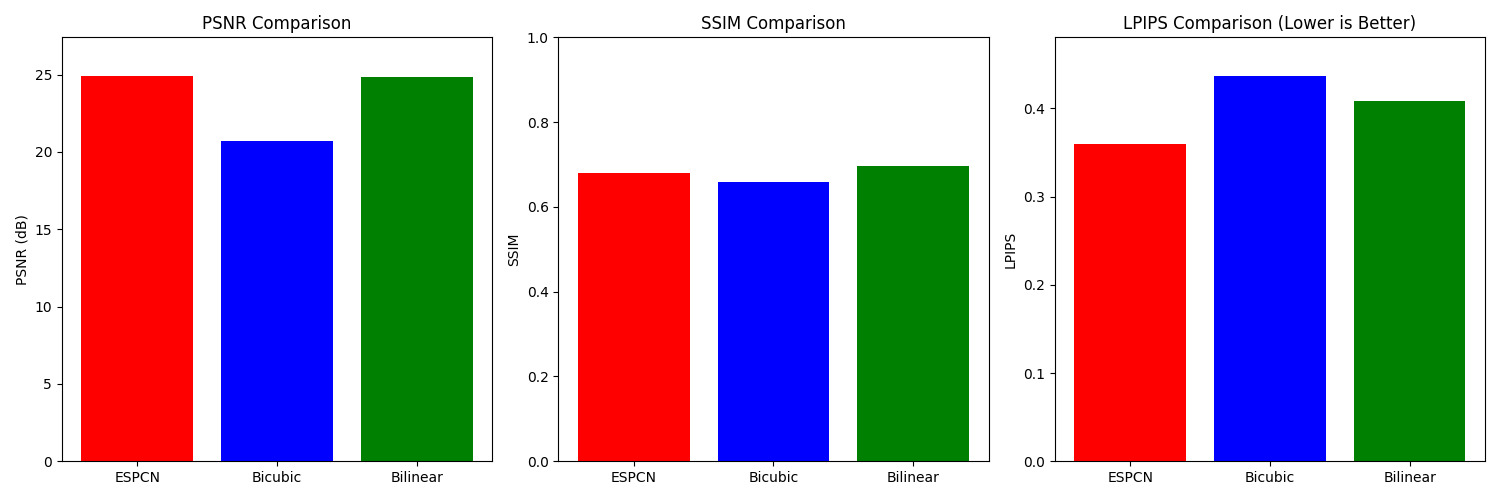 PSNR Comparison
PSNR (dB)
25
20
15
10
5
0
ESPCN Bicubic Bilinear
SSIM Comparison
SSIM
1.0
0.8
0.6
0.4
0.2
0.0
ESPCN Bicubic Bilinear
LPIPS Comparison (Lower is Better)
LPIPS
0.4
0.3
0.2
0.1
0.0
ESPCN Bicubic Bilinear